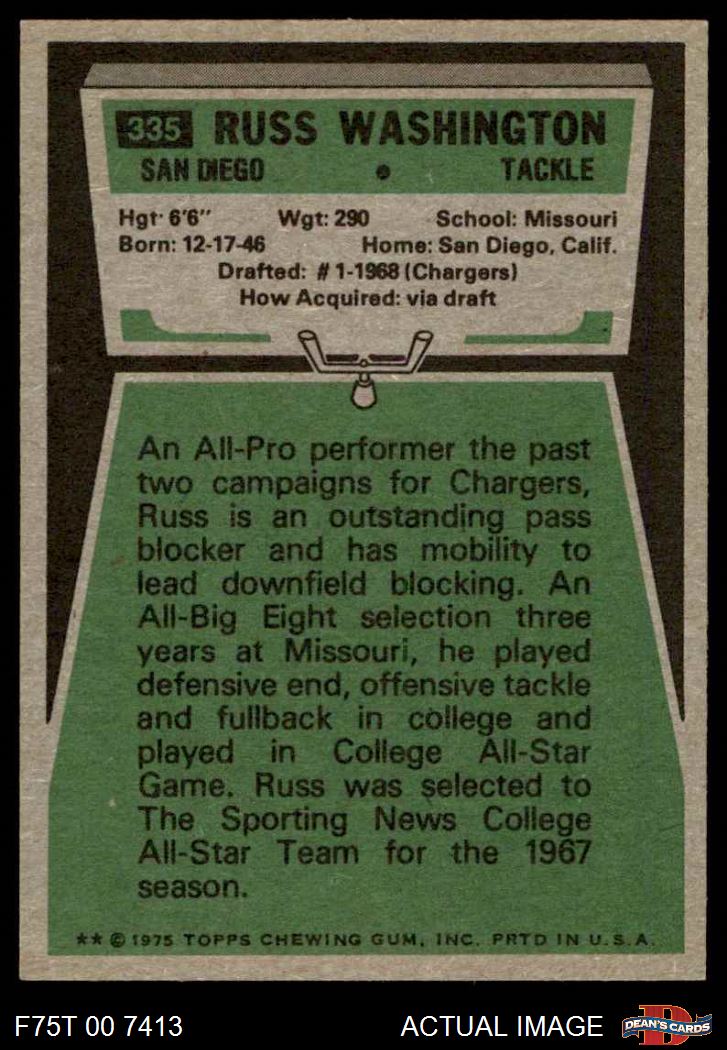 335 RUSS WASHINGTON
SAN DIEGO • TACKLE
Hgt: 6'6" Wgt: 290 School: Missouri
Born: 12-17-46 Home: San Diego, Calif.
Drafted: #1-1968 (Chargers)
How Acquired: via draft
An All-Pro performer the past
two campaigns for Chargers,
Russ is an outstanding pass
blocker and has mobility to
lead downfield blocking. An
All-Big Eight selection three
years at Missouri, he played
defensive end, offensive tackle
and fullback in college and
played in College All-Star
Game. Russ was selected to
The Sporting News College
All-Star Team for the 1967
season.
** © 1975 TOPPS CHEWING GUM, INC. PRTD IN U.S.A.
F75T 00 7413 ACTUAL IMAGE D DEAN'S CARDS